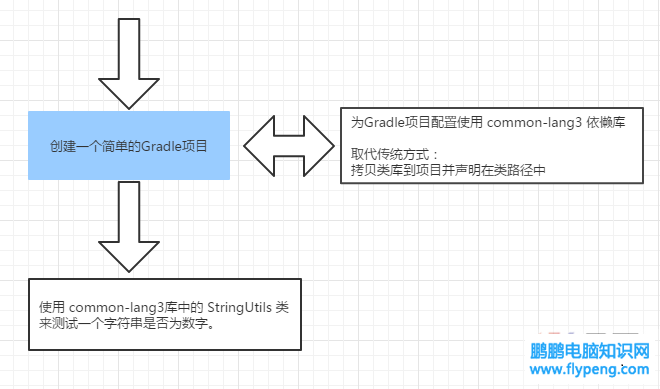 创建一个简单的Gradle项目
为Gradle项目配置使用 common-lang3 依懒库
取代传统方式：
拷贝类库到项目并声明在类路径中
使用 common-lang3库中的 StringUtils 类
来测试一个字符串是否为数字。
鹏鹏电脑知识网
www.flypeng.com